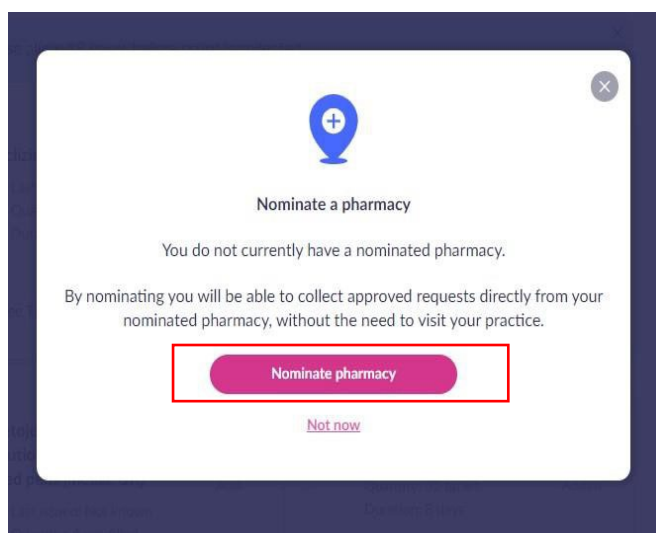 Nominate a pharmacy
You do not currently have a nominated pharmacy.
By nominating you will be able to collect approved requests directly from your
nominated pharmacy, without the need to visit your practice.
Nominate pharmacy
Not now